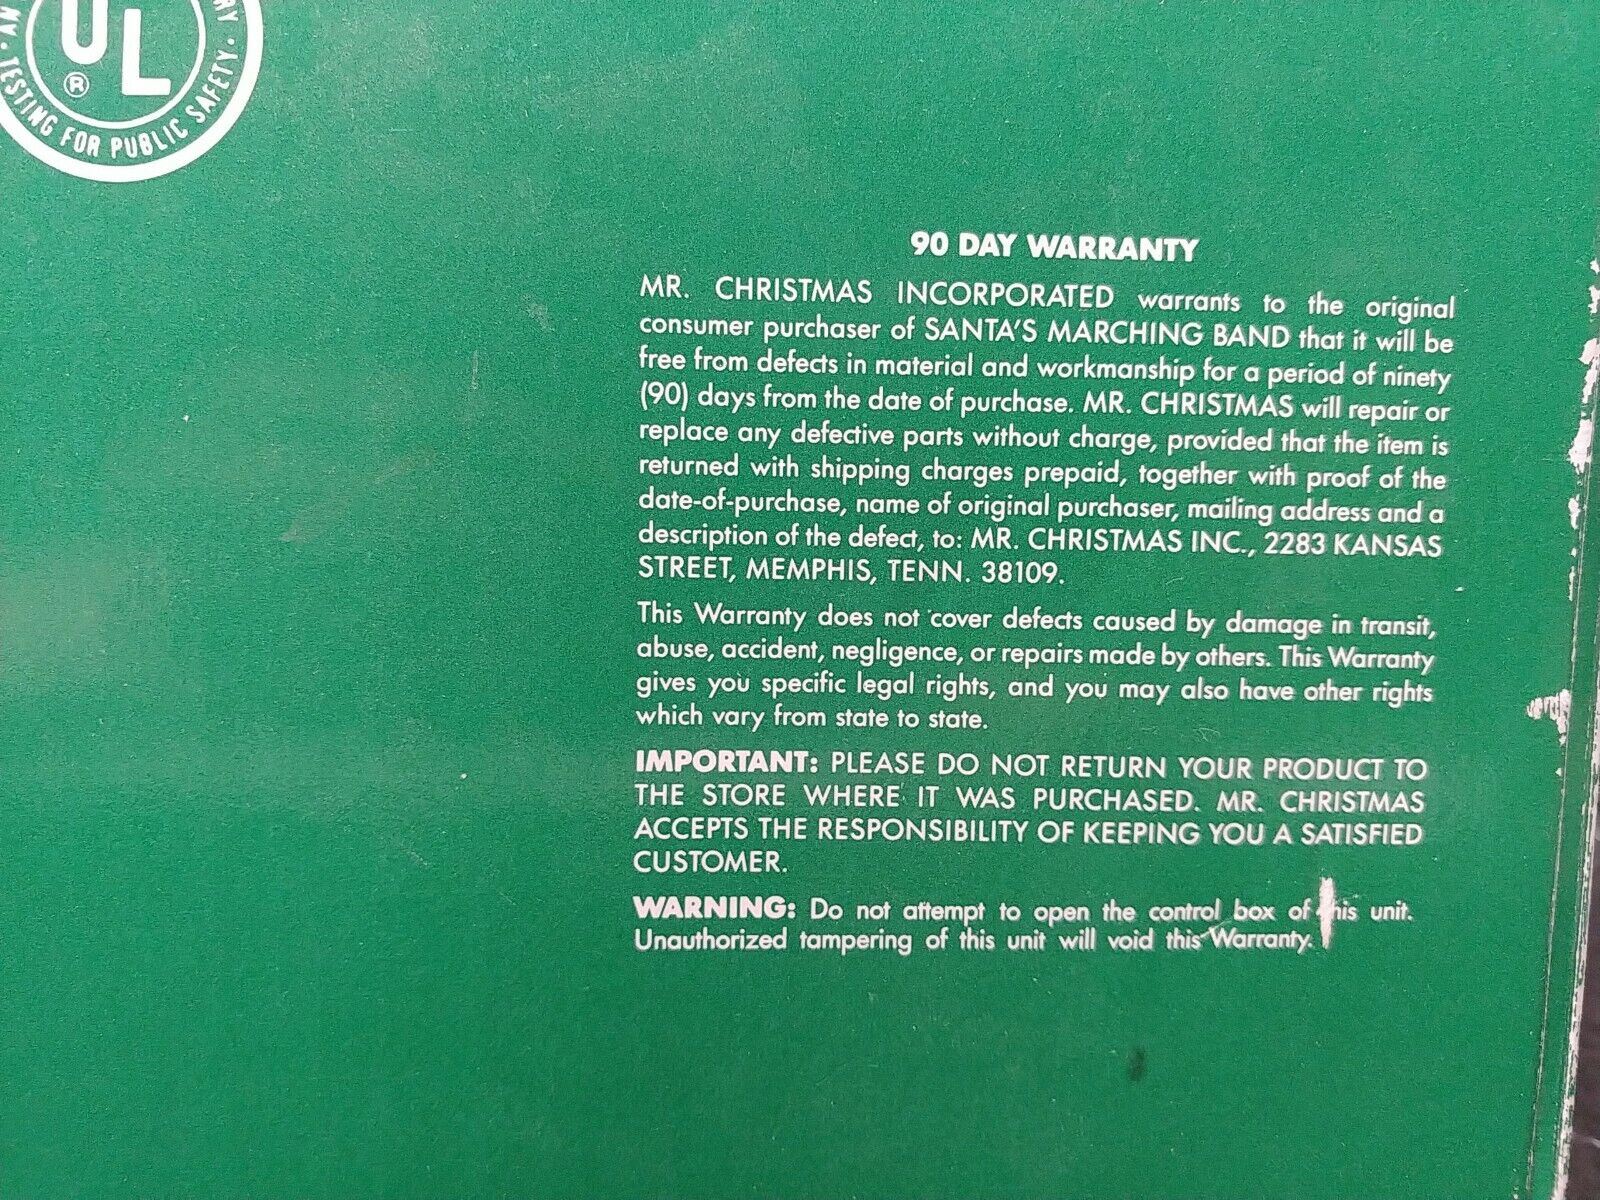 AN
RY
UL
®
• TESTING FOR PUBLIC SAFETY •
90 DAY WARRANTY
MR. CHRISTMAS INCORPORATED warrants to the original
consumer purchaser of SANTA'S MARCHING BAND that it will be
free from defects in material and workmanship for a period of ninety
(90) days from the date of purchase. MR. CHRISTMAS will repair or
replace any defective parts without charge, provided that the item is
returned with shipping charges prepaid, together with proof of the
date-of-purchase, name of original purchaser, mailing address and a
description of the defect, to: MR. CHRISTMAS INC., 2283 KANSAS
STREET, MEMPHIS, TENN. 38109.
This Warranty does not cover defects caused by damage in transit,
abuse, accident, negligence, or repairs made by others. This Warranty
gives you specific legal rights, and you may also have other rights
which vary from state to state.
IMPORTANT: PLEASE DO NOT RETURN YOUR PRODUCT TO
THE STORE WHERE IT WAS PURCHASED. MR. CHRISTMAS
ACCEPTS THE RESPONSIBILITY OF KEEPING YOU A SATISFIED
CUSTOMER.
WARNING: Do not attempt to open the control box of this unit.
Unauthorized tampering of this unit will void this Warranty.